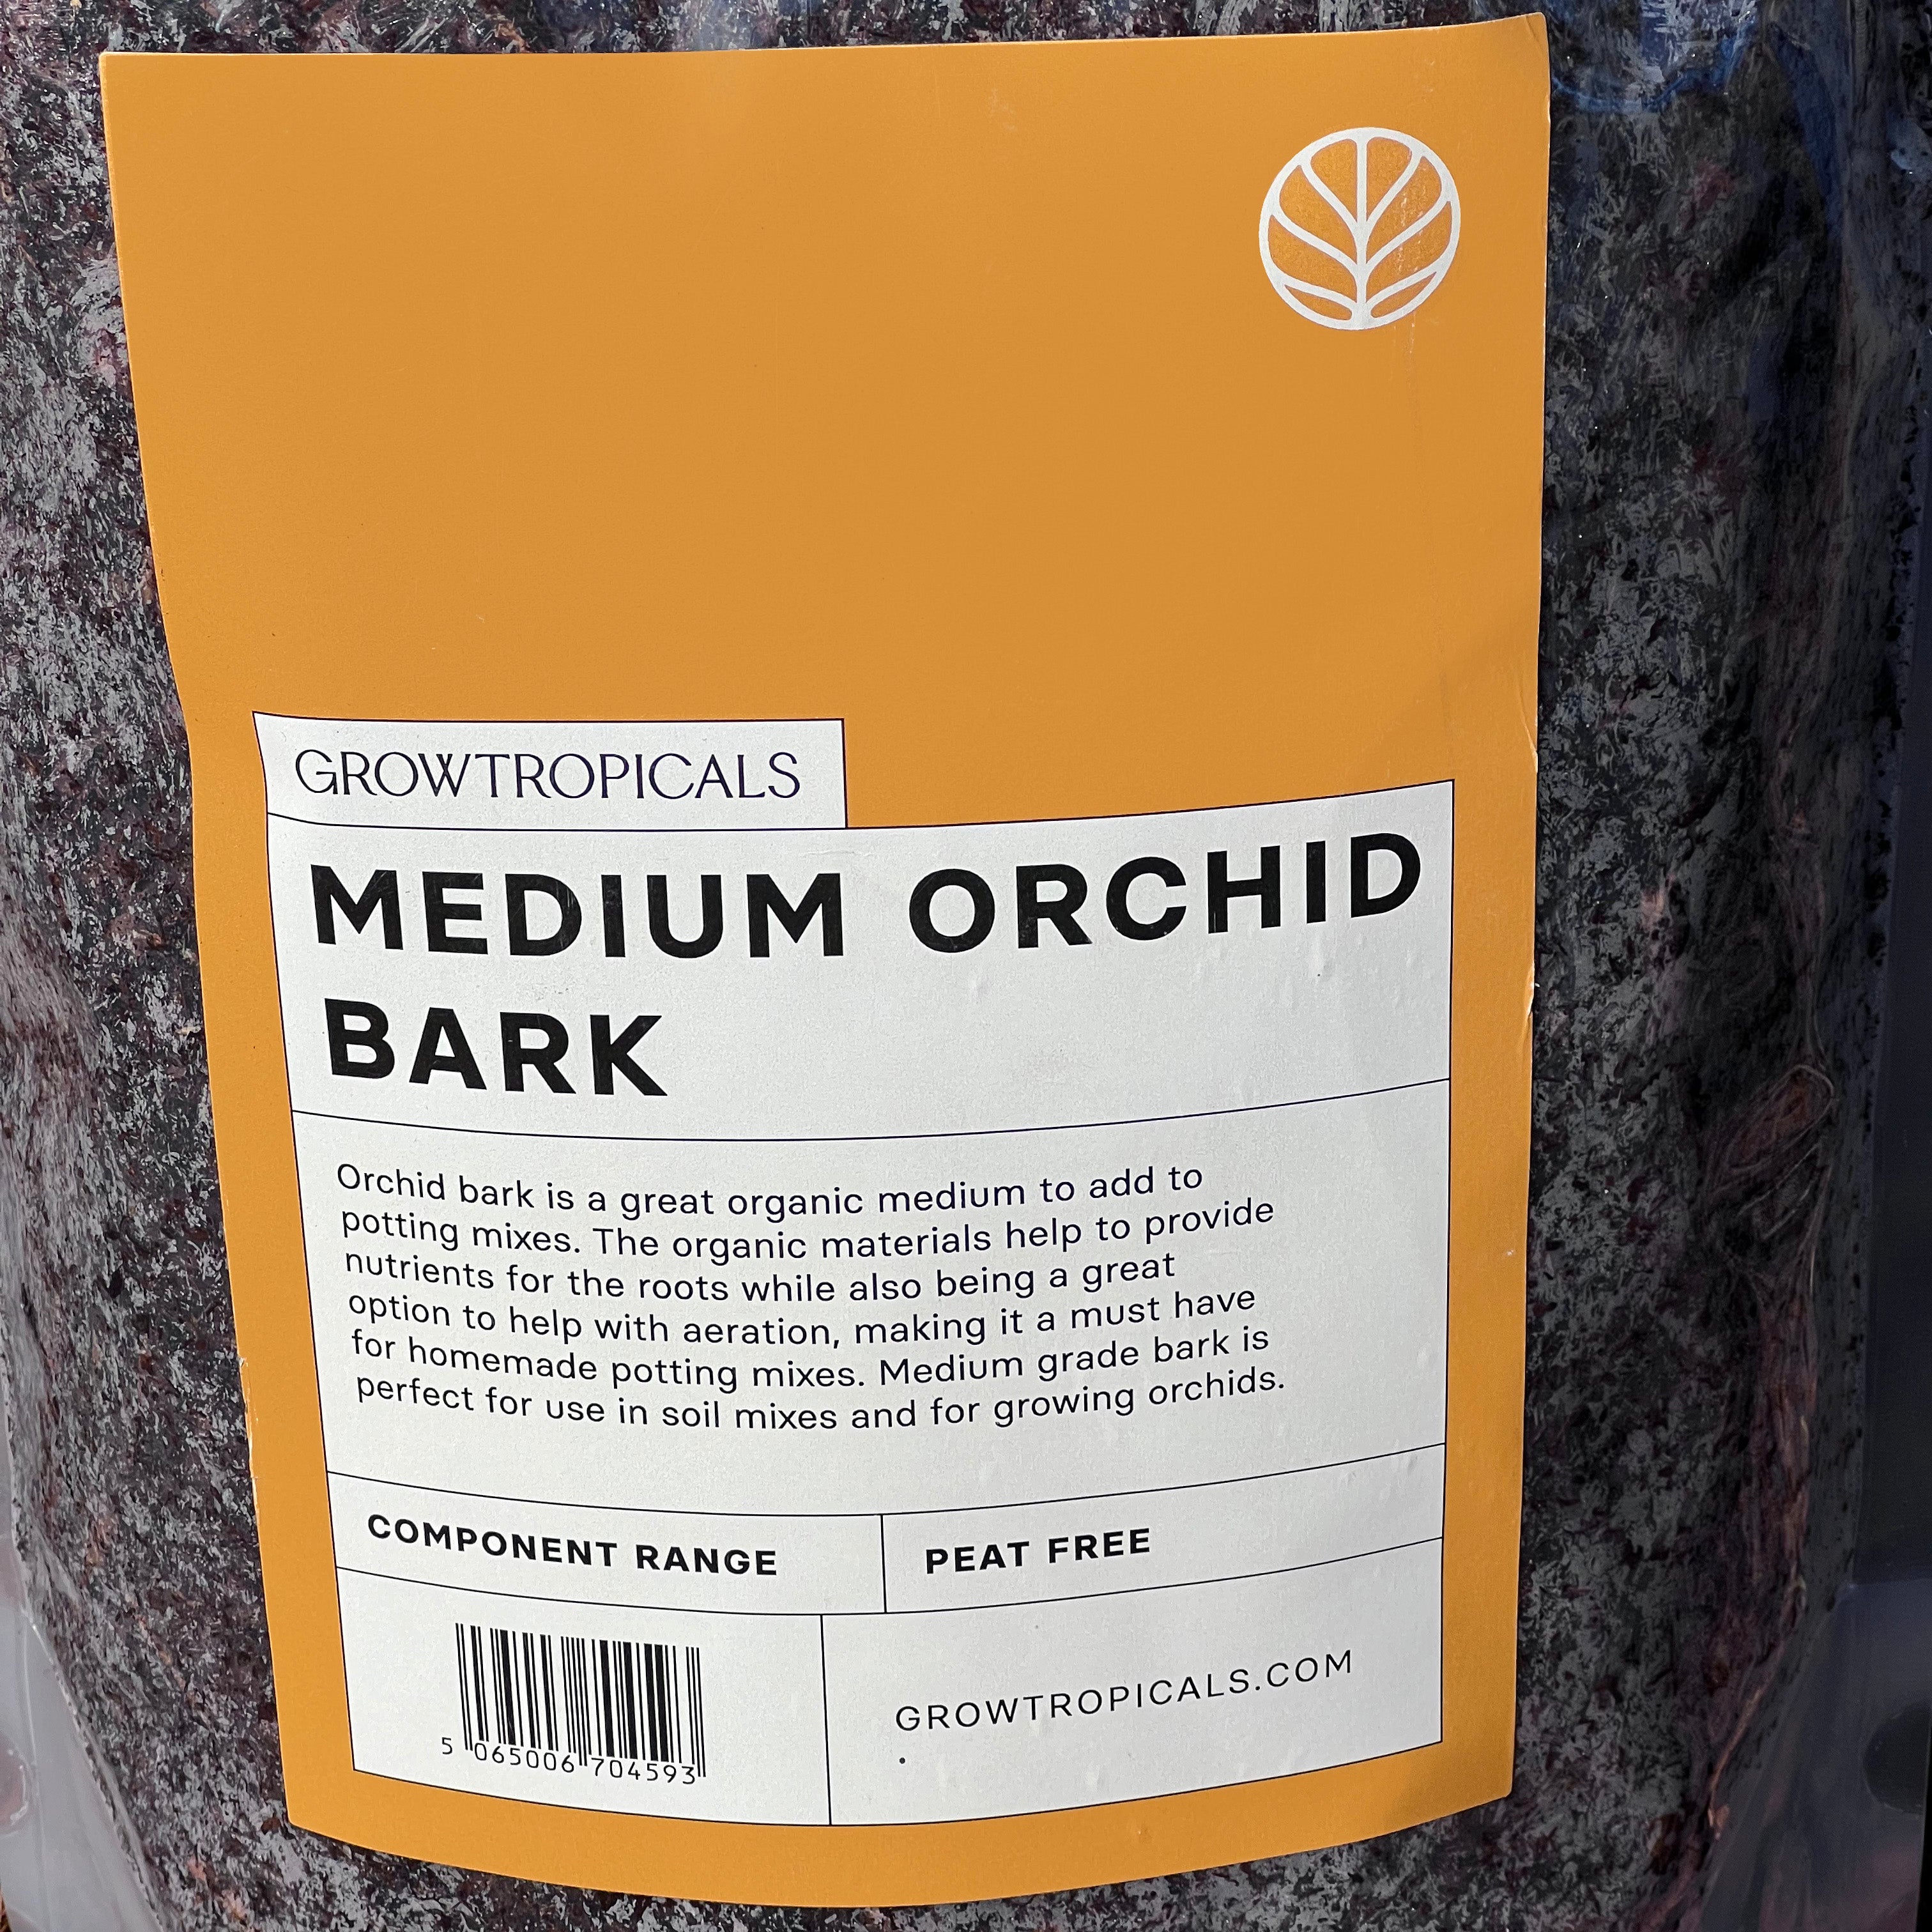 GROWTROPICALS
MEDIUM ORCHID
BARK
Orchid bark is a great organic medium to add to
potting mixes. The organic materials help to provide
nutrients for the roots while also being a great
option to help with aeration, making it a must have
for homemade potting mixes. Medium grade bark is
perfect for use in soil mixes and for growing orchids.
COMPONENT RANGE
PEAT FREE
5 065006 704593
GROWTROPICALS.COM
.